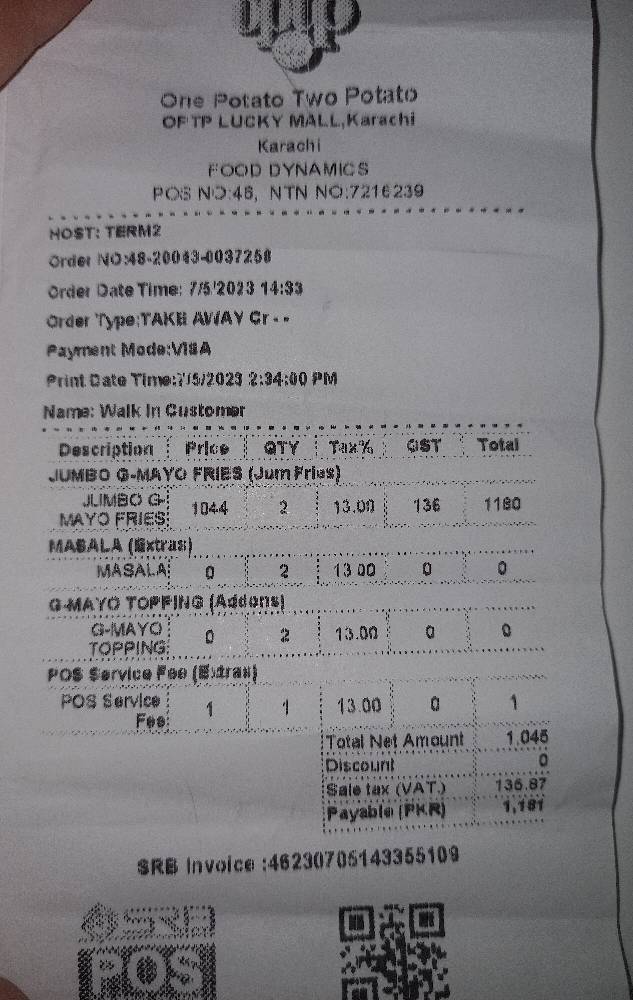 One Potato Two Potato
OPTP LUCKY MALL,Karachi
Karachi
FOOD DYNAMICS
POS NO:48, NTN NO:7216239
HOST: TERM2
Order NO:48-20043-0037258
Order Date Time: 7/5/2023 14:33
Order Type:TAKE AWAY Cr--
Payment Mode:VISA
Print Date Time:7/5/2023 2:34:00 PM
Name: Walk In Customer
Description Price QTY Tax% GST Total
JUMBO G-MAYO FRIES (Jum Fries)
JUMBO G-
MAYO FRIES 1044 2 13.00 136 1180
MASALA (Extras)
MASALA 0 2 13.00 0 0
G-MAYO TOPPING (Addons)
G-MAYO
TOPPING 0 2 13.00 0 0
POS Service Fee (Extras)
POS Service
Fee 1 1 13.00 0 1
Total Net Amount 1,045
Discount 0
Sale tax (VAT.) 135.87
Payable (PKR) 1,181
SRB Invoice :46230705143355109
SRB
POS